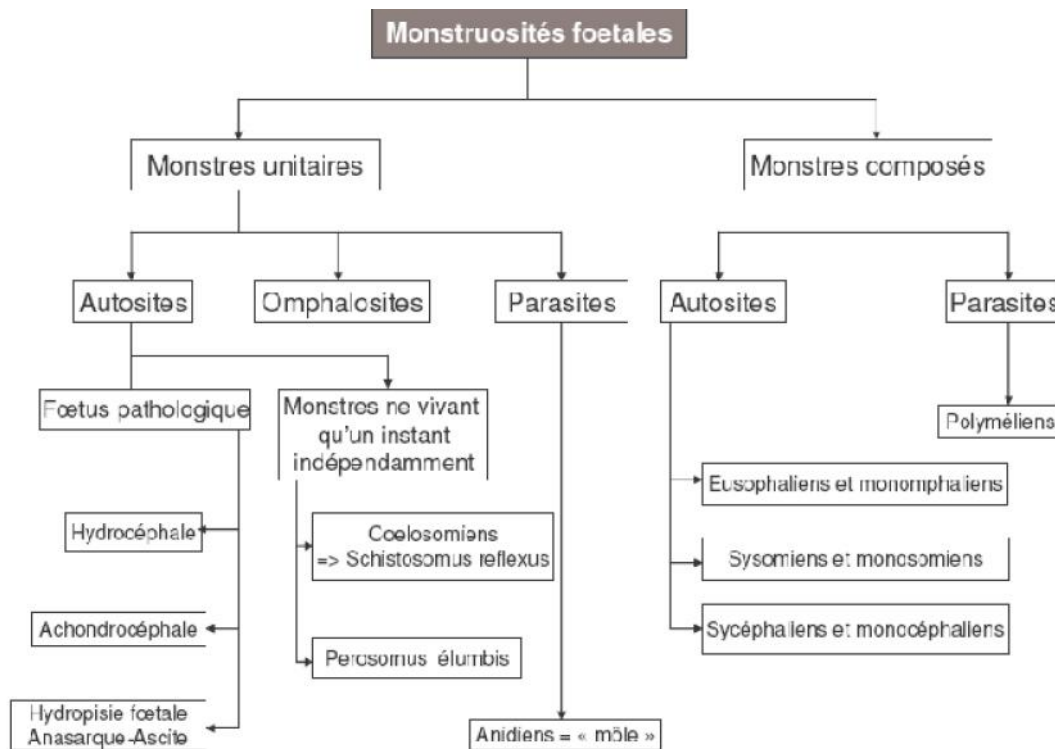 Monstruosités foetales
Monstres unitaires
Monstres composés
Autosites
Omphalosites
Parasites
Autosites
Parasites
Fœtus pathologique
Monstres ne vivant
qu'un instant
indépendamment
Polyméliens
Eusophaliens et monomphaliens
Hydrocéphale
Coelosomiens
=> Schistosomus reflexus
Sysomiens et monosomiens
Achondrocéphale
Perosomus élumbis
Sycéphaliens et monocéphaliens
Hydropisie fœtale
Anasarque-Ascite
Anidiens = « môle »